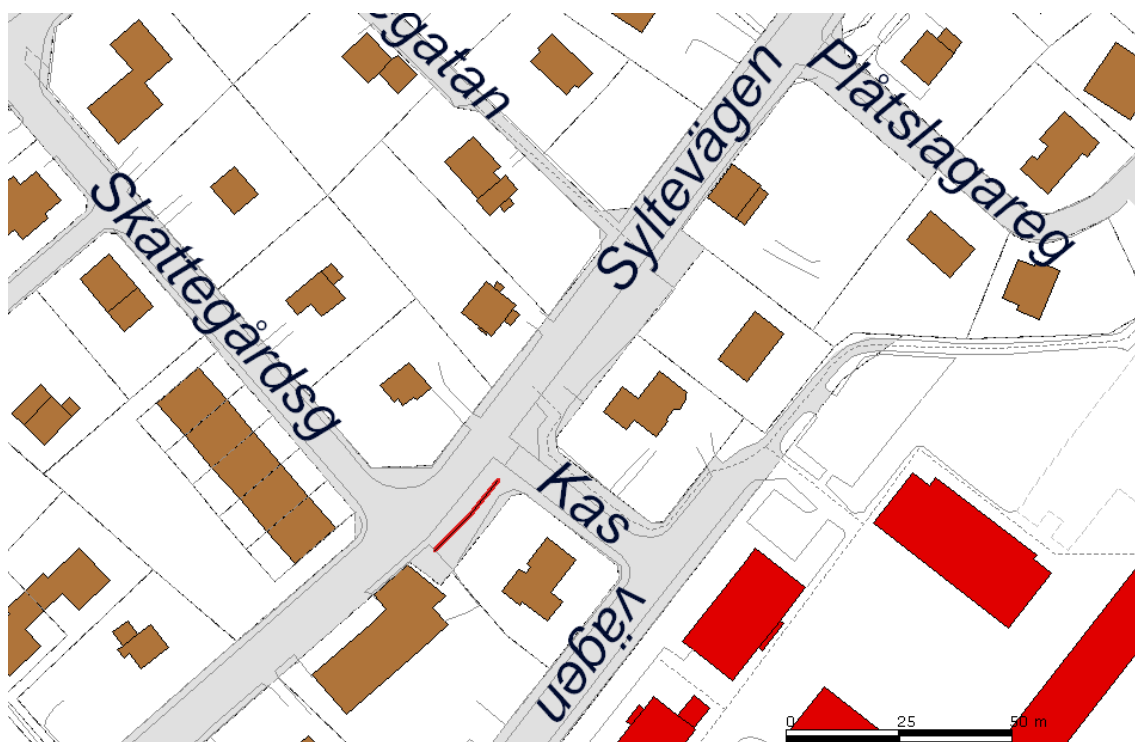 egatan
Syltevägen
Plåtslagareg
Skattegårdsg
Kas
vägen
0 25 50 m